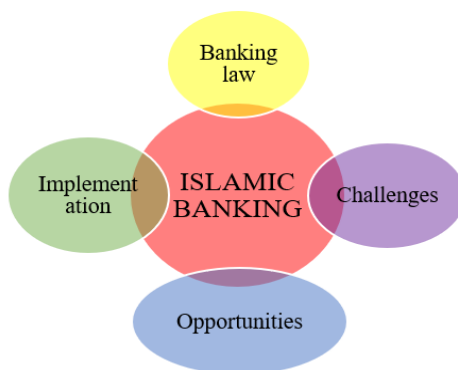 Banking
law
Implement
ation
ISLAMIC
BANKING
Challenges
Opportunities